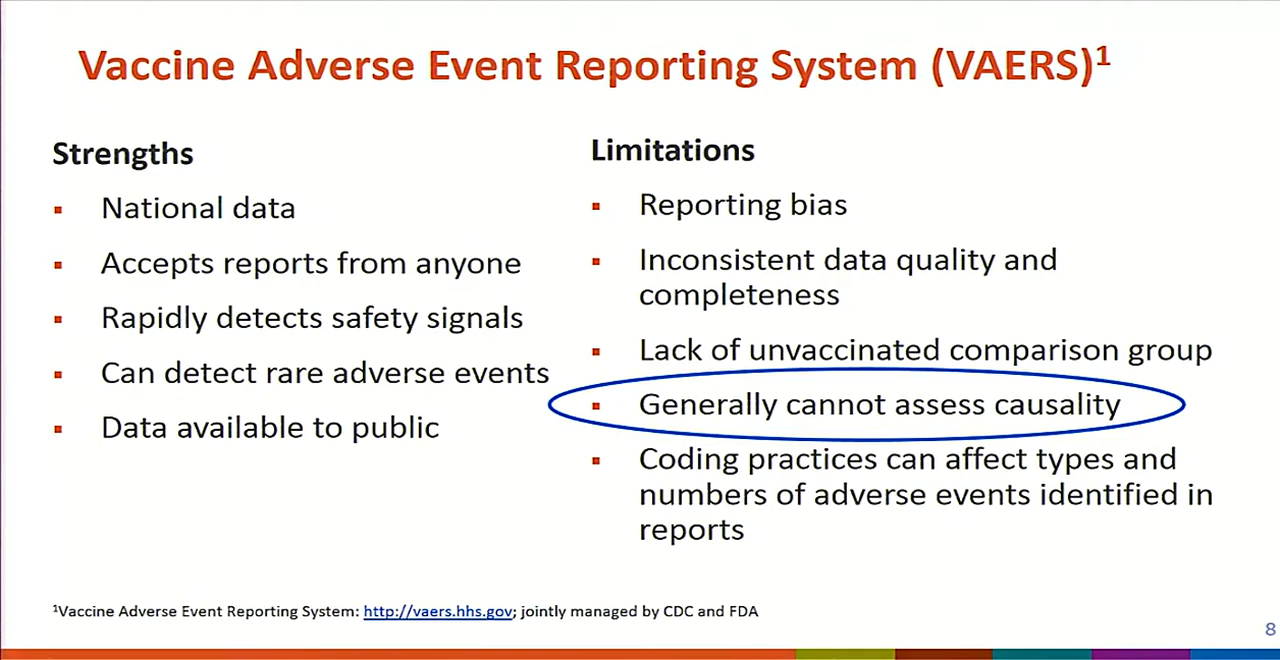 Vaccine Adverse Event Reporting System (VAERS)¹
Strengths
National data
Accepts reports from anyone
Rapidly detects safety signals
Can detect rare adverse events
Data available to public
Limitations
Reporting bias
Inconsistent data quality and
completeness
Lack of unvaccinated comparison group
Generally cannot assess causality
Coding practices can affect types and
numbers of adverse events identified in
reports
¹Vaccine Adverse Event Reporting System: http://vaers.hhs.gov; jointly managed by CDC and FDA
8